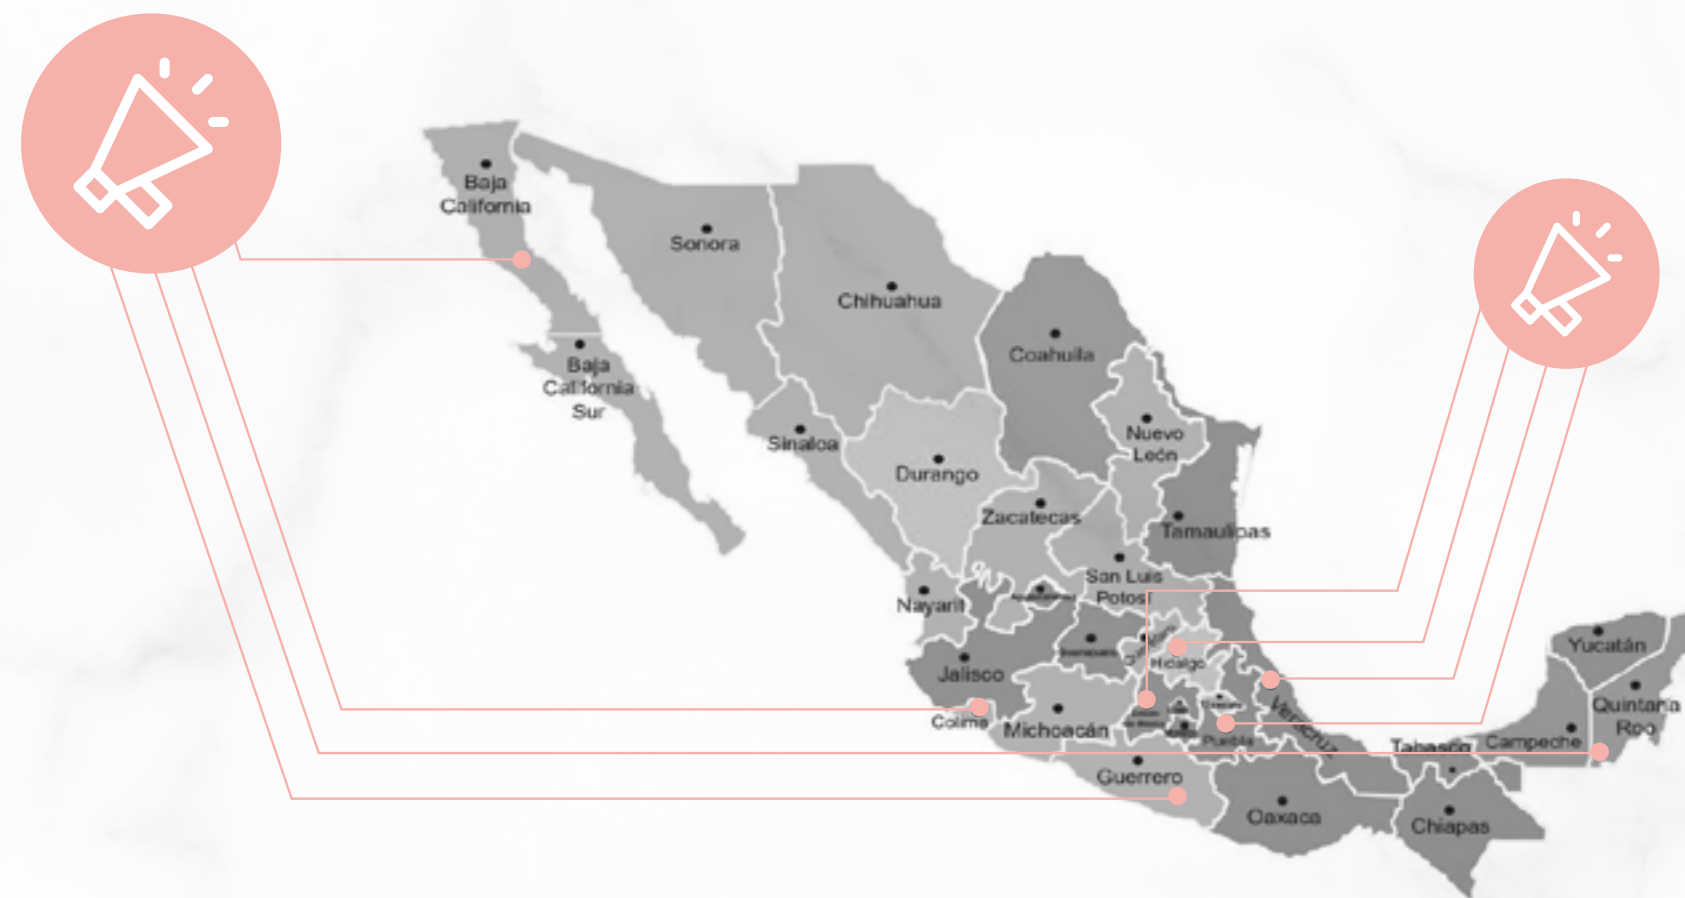 Baja
California
Sonora
Chihuahua
Coahuila
Baja
California
Sur
Nuevo
León
Sinaloa
Durango
Zacatecas
Tamaulipas
San Luis
Potosí
Nayarit
Hidalgo
Jalisco
Colima
Michoacán
Puebla
Veracruz
Guerrero
Oaxaca
Tabasco
Chiapas
Campeche
Yucatán
Quintana
Roo